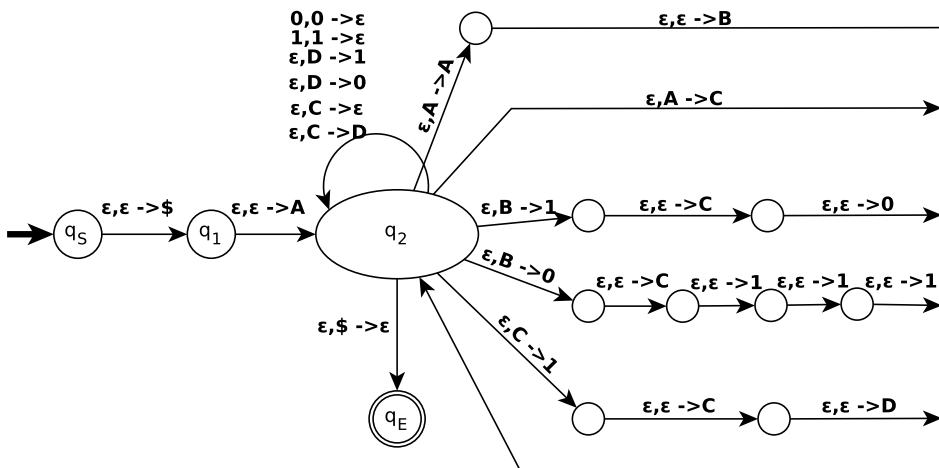 0,0 ->ε
1,1 ->ε
ε,D ->1
ε,D ->0
ε,C ->ε
ε,C ->D
ε,A ->A
ε,ε ->B
ε,A ->C
ε,ε ->$
ε,ε ->A
ε,B ->1
ε,ε ->C
ε,ε ->0
qS
q1
q2
ε,B ->0
ε,ε ->C
ε,ε ->1
ε,ε ->1
ε,ε ->1
ε,$ ->ε
ε,C ->1
qE
ε,ε ->C
ε,ε ->D